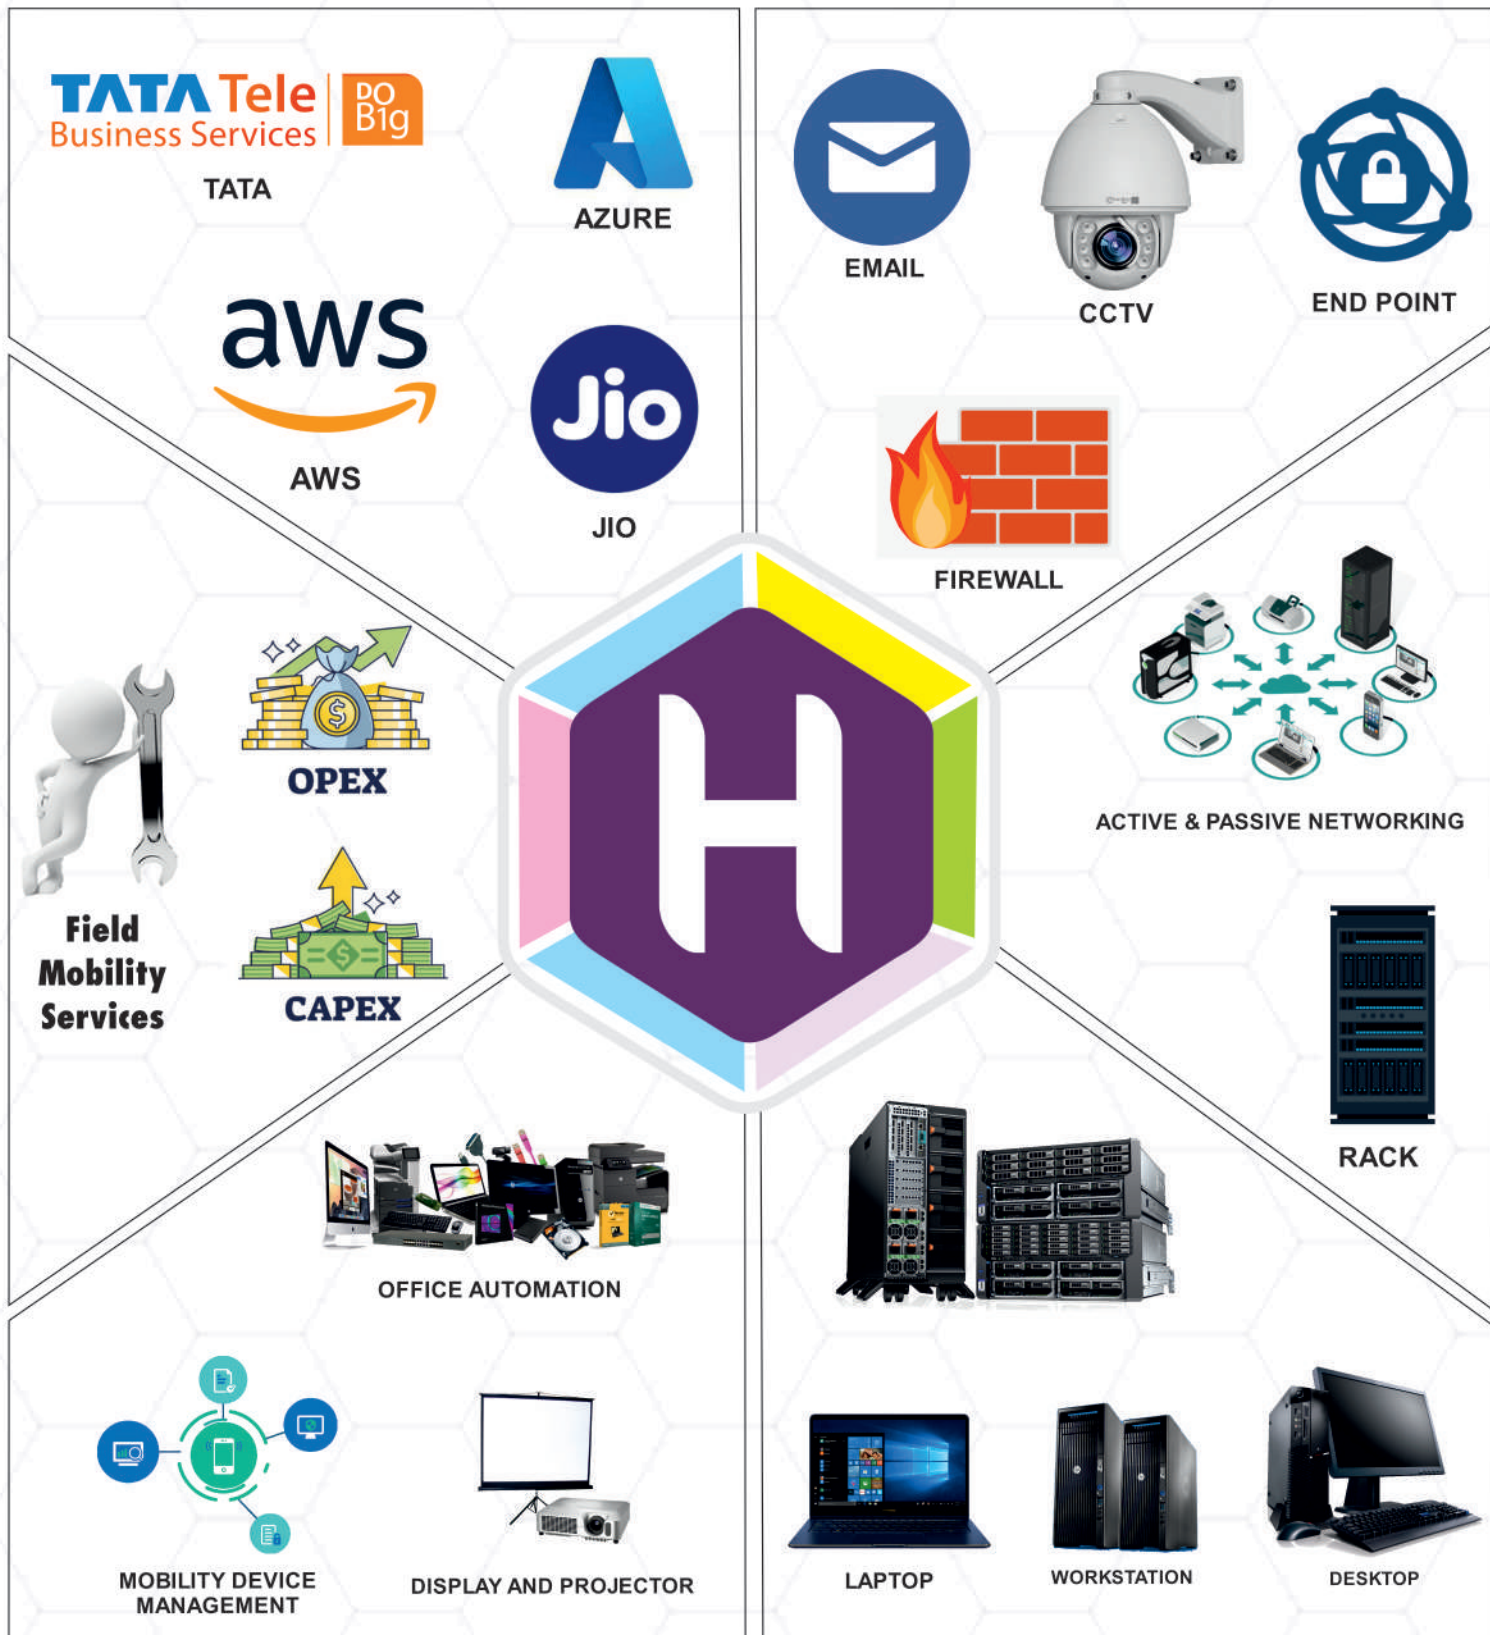 TATA Tele
Business Services
DO
B1g
TATA
AZURE
aws
AWS
Jio
JIO
EMAIL
CCTV
END POINT
FIREWALL
OPEX
CAPEX
Field
Mobility
Services
H
ACTIVE & PASSIVE NETWORKING
RACK
OFFICE AUTOMATION
MOBILITY DEVICE
MANAGEMENT
DISPLAY AND PROJECTOR
LAPTOP
WORKSTATION
DESKTOP